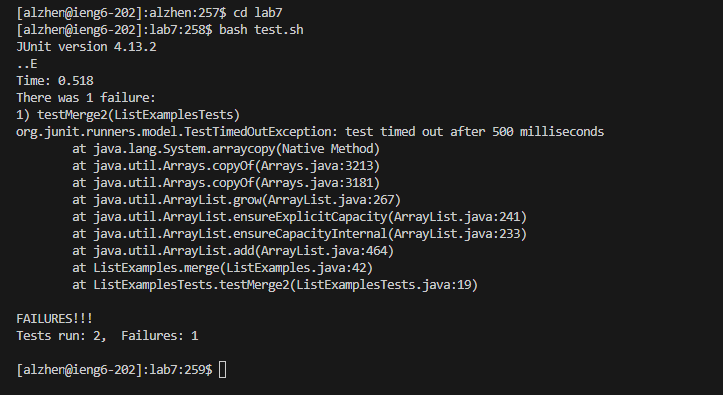 [alzhen@ieng6-202]:alzhen:257$ cd lab7
[alzhen@ieng6-202]:lab7:258$ bash test.sh
JUnit version 4.13.2
..E
Time: 0.518
There was 1 failure:
1) testMerge2(ListExamplesTests)
org.junit.runners.model.TestTimedOutException: test timed out after 500 milliseconds
        at java.lang.System.arraycopy(Native Method)
        at java.util.Arrays.copyOf(Arrays.java:3213)
        at java.util.Arrays.copyOf(Arrays.java:3181)
        at java.util.ArrayList.grow(ArrayList.java:267)
        at java.util.ArrayList.ensureExplicitCapacity(ArrayList.java:241)
        at java.util.ArrayList.ensureCapacityInternal(ArrayList.java:233)
        at java.util.ArrayList.add(ArrayList.java:464)
        at ListExamples.merge(ListExamples.java:42)
        at ListExamplesTests.testMerge2(ListExamplesTests.java:19)
FAILURES!!!
Tests run: 2,  Failures: 1
[alzhen@ieng6-202]:lab7:259$